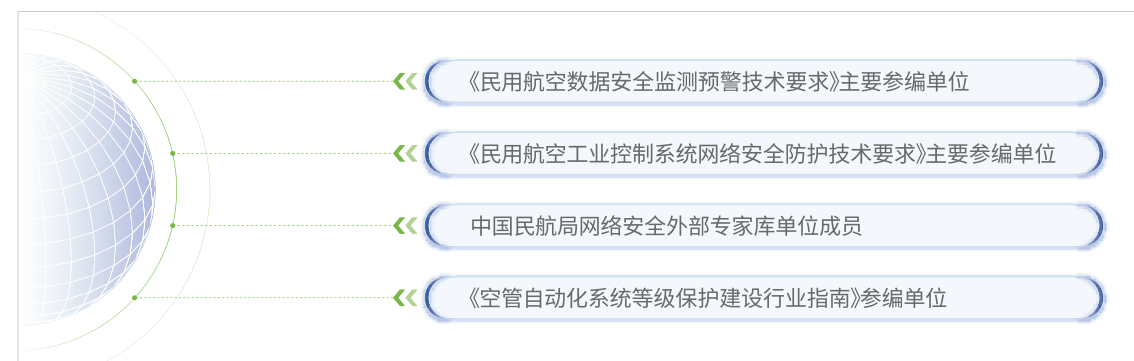 《民用航空数据安全监测预警技术要求》主要参编单位
《民用航空工业控制系统网络安全防护技术要求》主要参编单位
中国民航局网络安全外部专家库单位成员
《空管自动化系统等级保护建设行业指南》参编单位